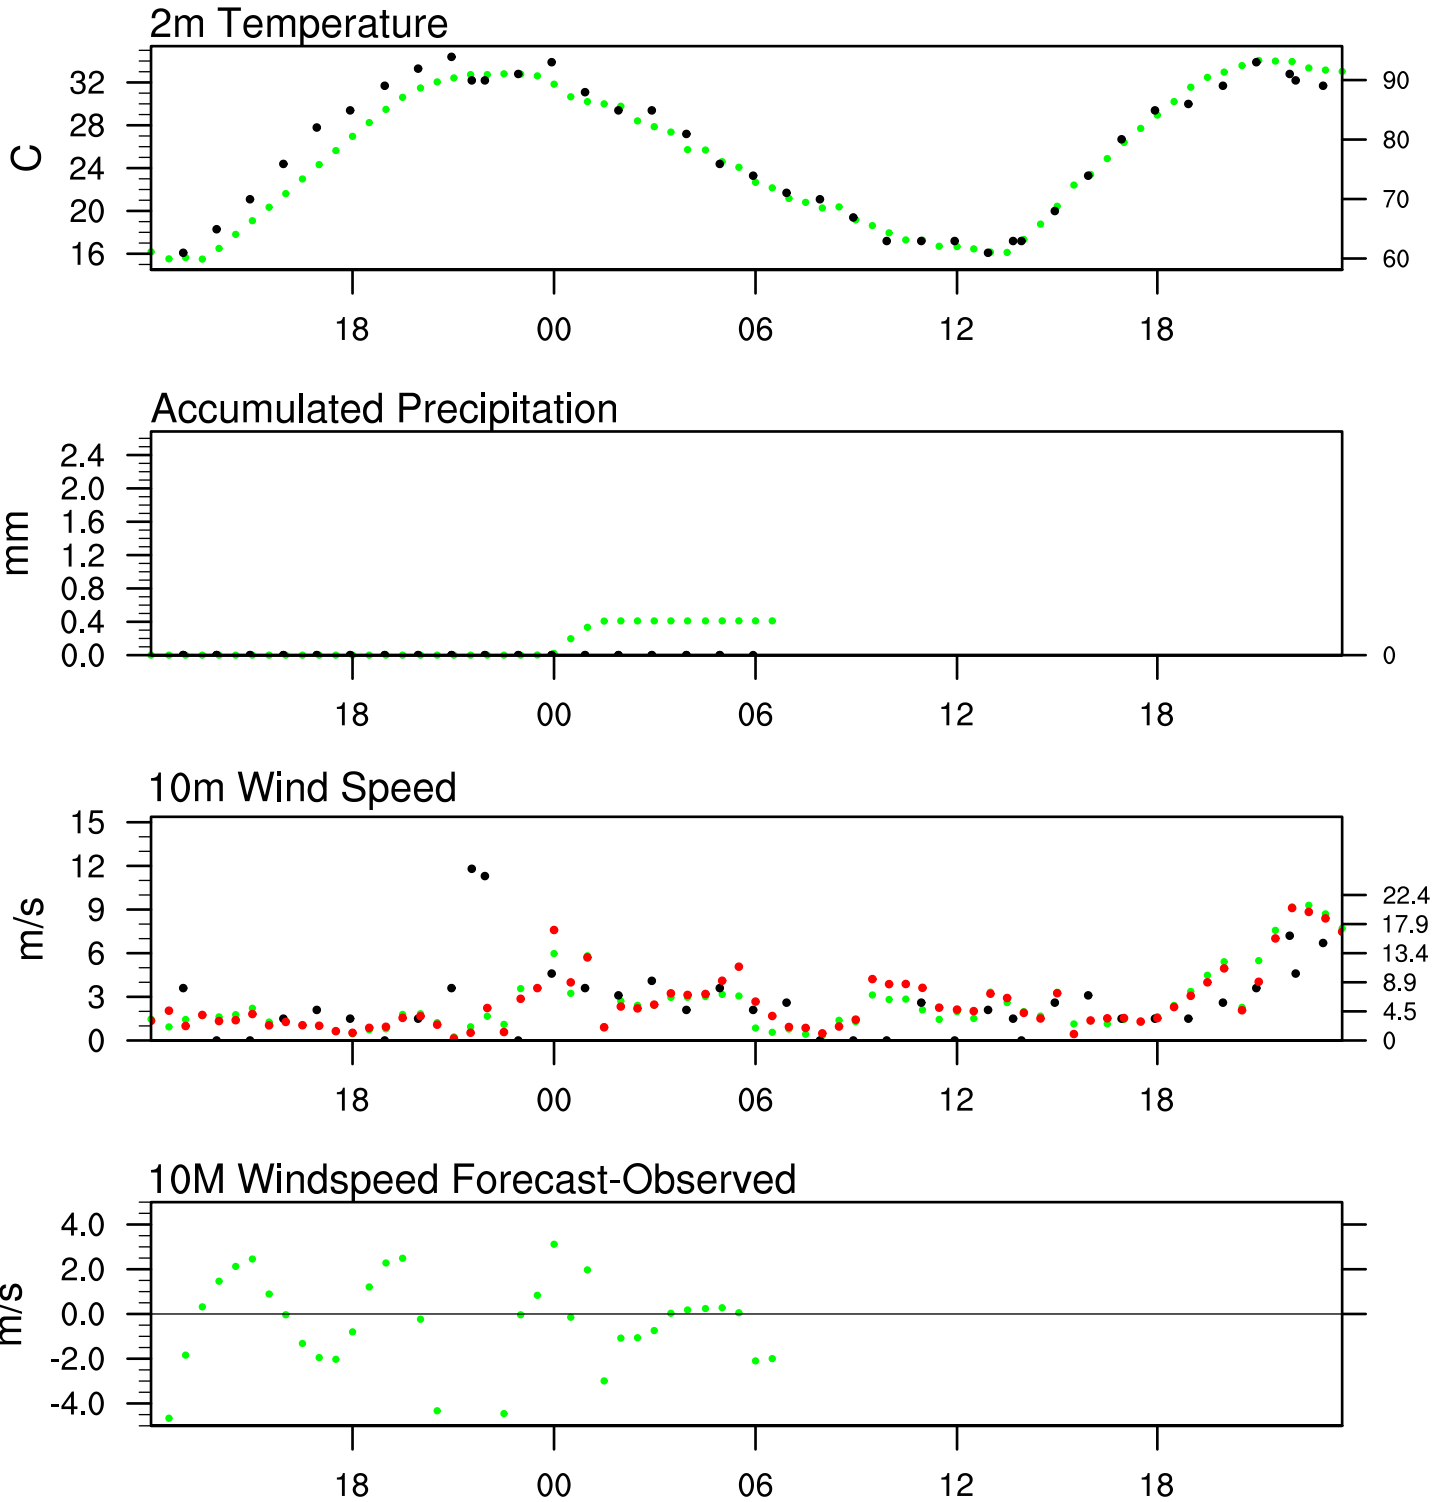 2m Temperature
C
32
28
24
20
16
90
80
70
60
18 00 06 12 18
Accumulated Precipitation
mm
2.4
2.0
1.6
1.2
0.8
0.4
0.0
0
18 00 06 12 18
10m Wind Speed
m/s
15
12
9
6
3
0
22.4
17.9
13.4
8.9
4.5
0
18 00 06 12 18
10M Windspeed Forecast-Observed
m/s
4.0
2.0
0.0
-2.0
-4.0
18 00 06 12 18